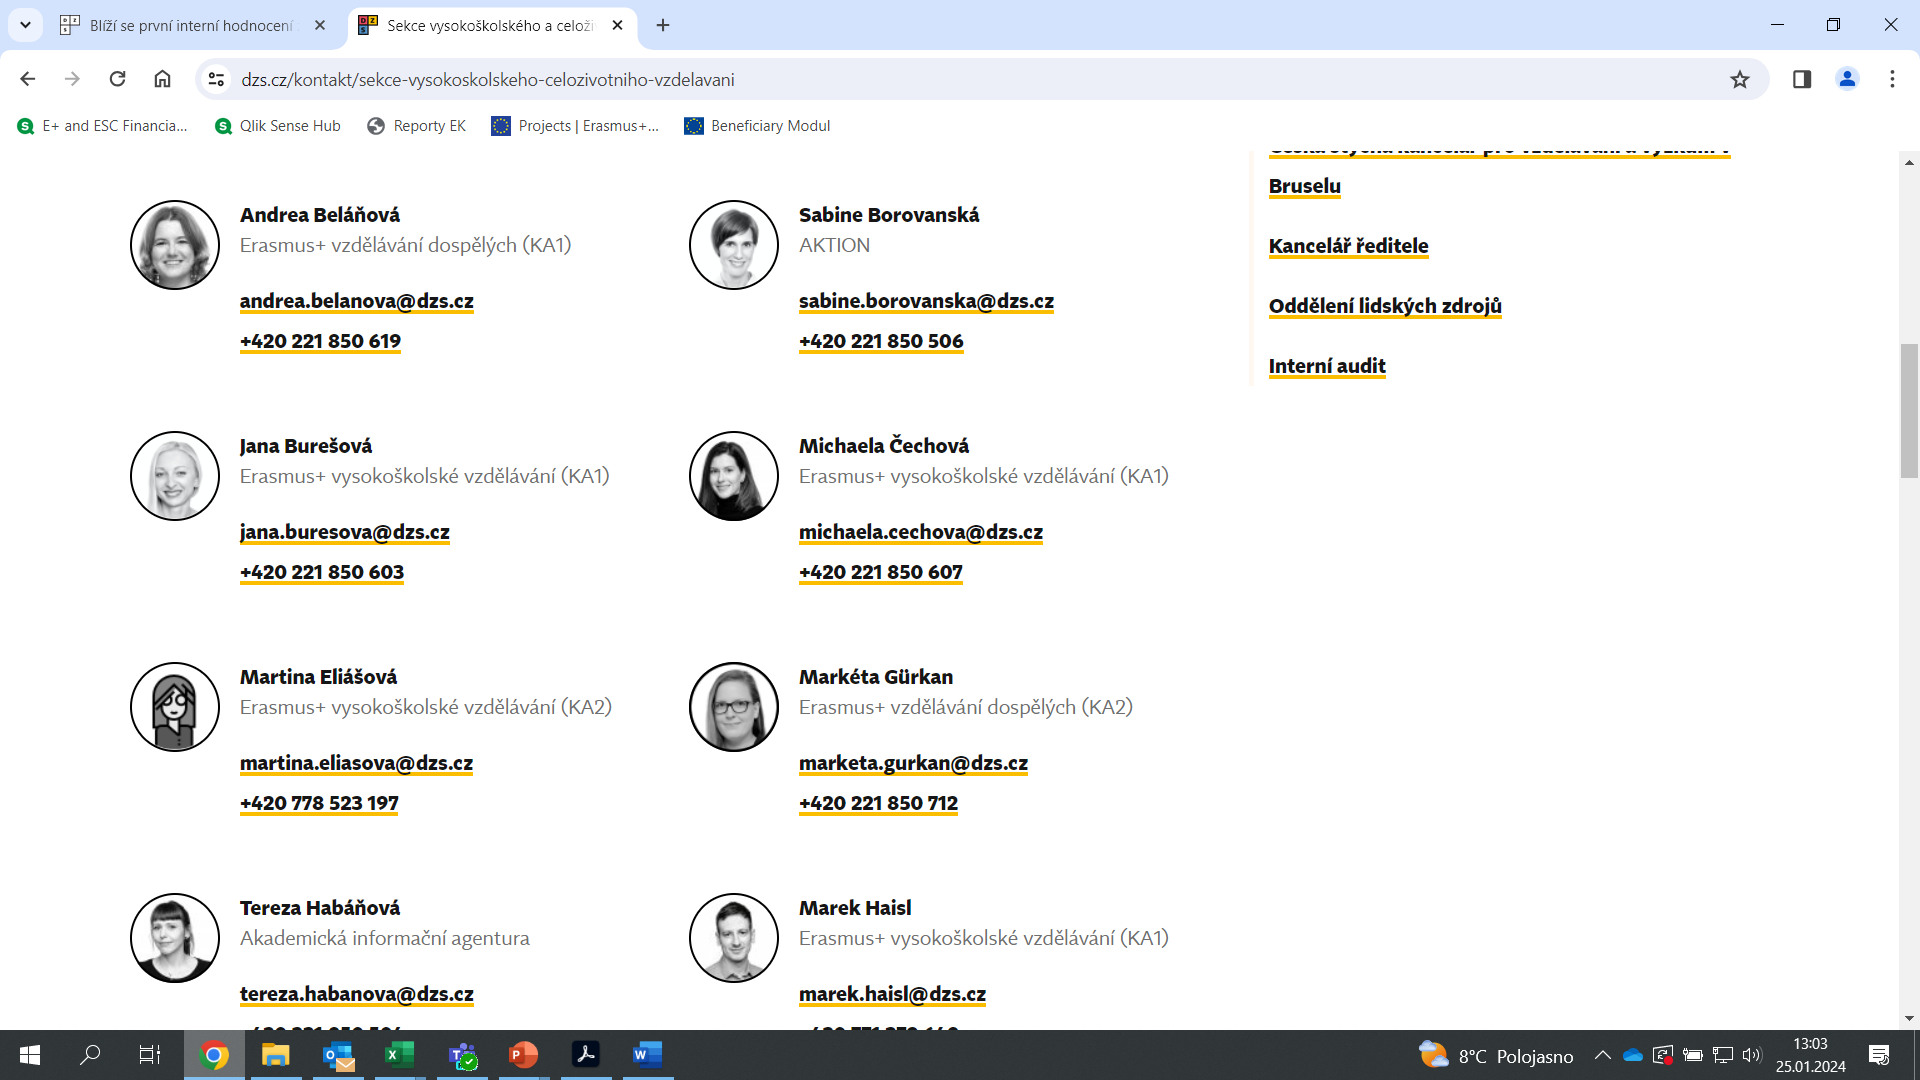 Blíží se první interní hodnocení
Sekce vysokoškolského a celoži
dzs.cz/kontakt/sekce-vysokoskolskeho-celozivotniho-vzdelavani
E+ and ESC Financia...
Qlik Sense Hub
Reporty EK
Projects | Erasmus+...
Beneficiary Modul
Bruselu
Kancelář ředitele
Oddělení lidských zdrojů
Interní audit
Andrea Beláňová
Erasmus+ vzdělávání dospělých (KA1)
andrea.belanova@dzs.cz
+420 221 850 619
Sabine Borovanská
AKTION
sabine.borovanska@dzs.cz
+420 221 850 506
Jana Burešová
Erasmus+ vysokoškolské vzdělávání (KA1)
jana.buresova@dzs.cz
+420 221 850 603
Michaela Čechová
Erasmus+ vysokoškolské vzdělávání (KA1)
michaela.cechova@dzs.cz
+420 221 850 607
Martina Eliášová
Erasmus+ vysokoškolské vzdělávání (KA2)
martina.eliasova@dzs.cz
+420 778 523 197
Markéta Gürkan
Erasmus+ vzdělávání dospělých (KA2)
marketa.gurkan@dzs.cz
+420 221 850 712
Tereza Habáňová
Akademická informační agentura
tereza.habanova@dzs.cz
Marek Haisl
Erasmus+ vysokoškolské vzdělávání (KA1)
marek.haisl@dzs.cz
8°C Polojasno
13:03
25.01.2024